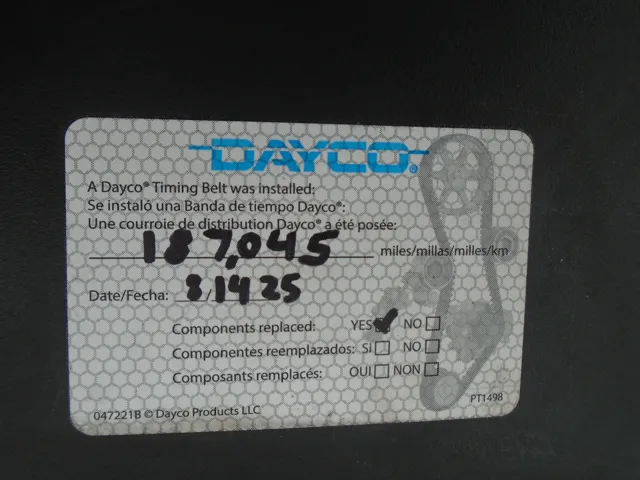 DAYCO®
A Dayco® Timing Belt was installed:
Se instaló una Banda de tiempo Dayco®:
Une courroie de distribution Dayco® a été posée:
187,045 miles/millas/milles/km
Date/Fecha: 8/14 25
Components replaced: YES ✔ NO ☐
Componentes reemplazados: SI ☐ NO ☐
Composants remplacés: OUI ☐ NON ☐
047221B © Dayco Products LLC PT1498